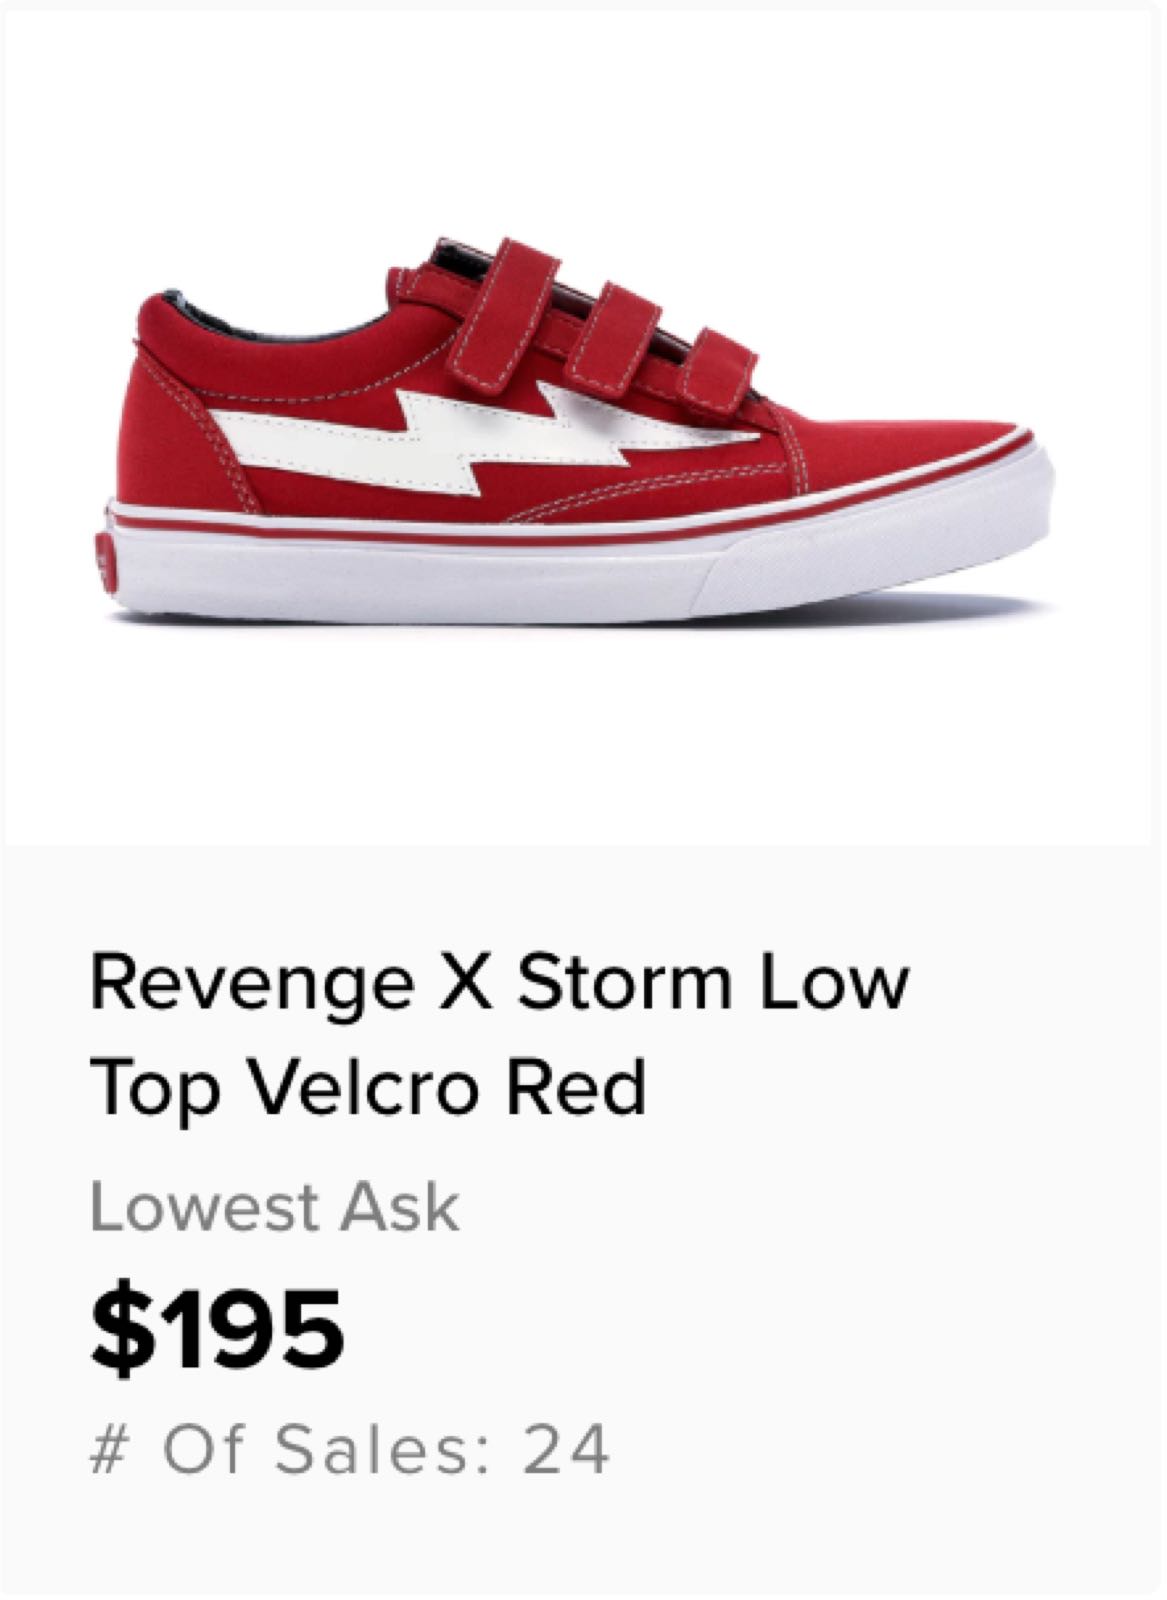 Revenge X Storm Low
Top Velcro Red
Lowest Ask
$195
# Of Sales: 24